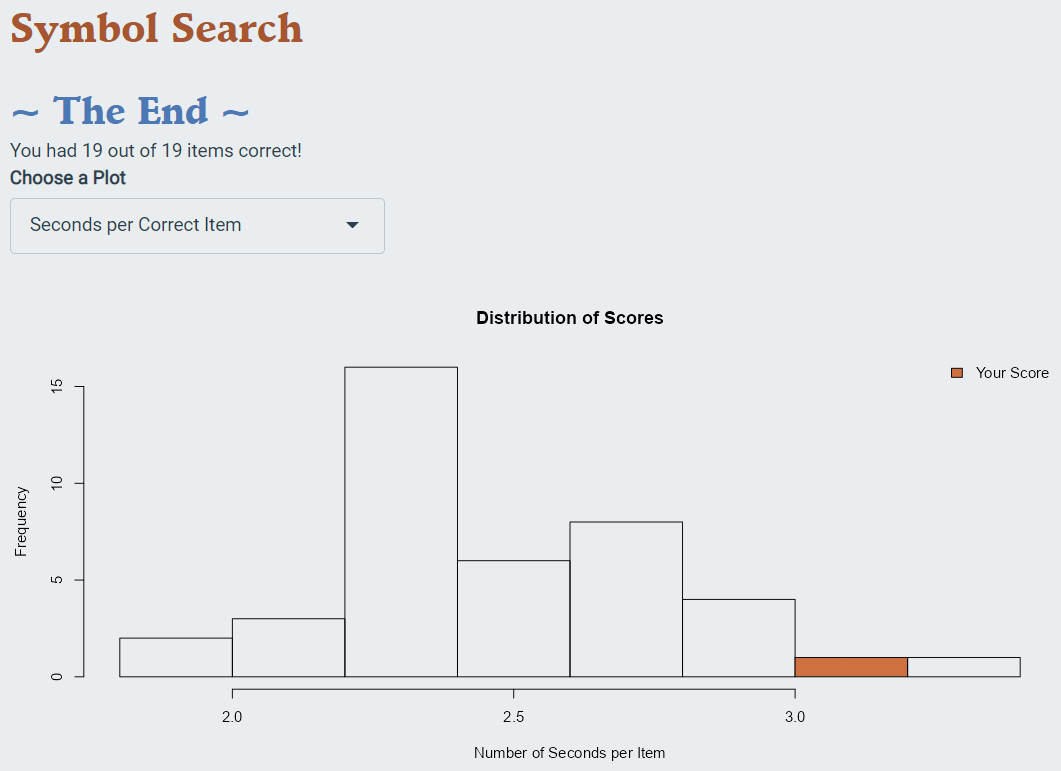 Symbol Search
~ The End ~
You had 19 out of 19 items correct!
Choose a Plot
Seconds per Correct Item
Distribution of Scores
Your Score
Frequency
15
10
5
0
2.0 2.5 3.0
Number of Seconds per Item